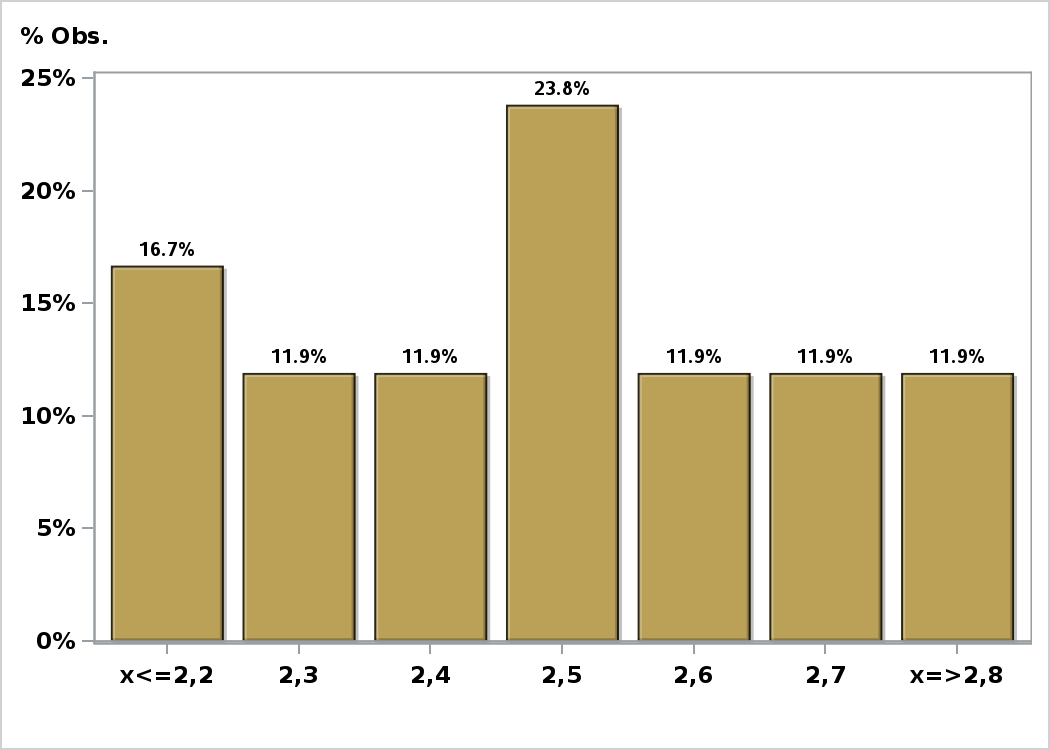 % Obs.
25%
23.8%
20%
16.7%
15%
11.9% 11.9% 11.9% 11.9% 11.9%
10%
5%
0%
x<=2,2 2,3 2,4 2,5 2,6 2,7 x=>2,8